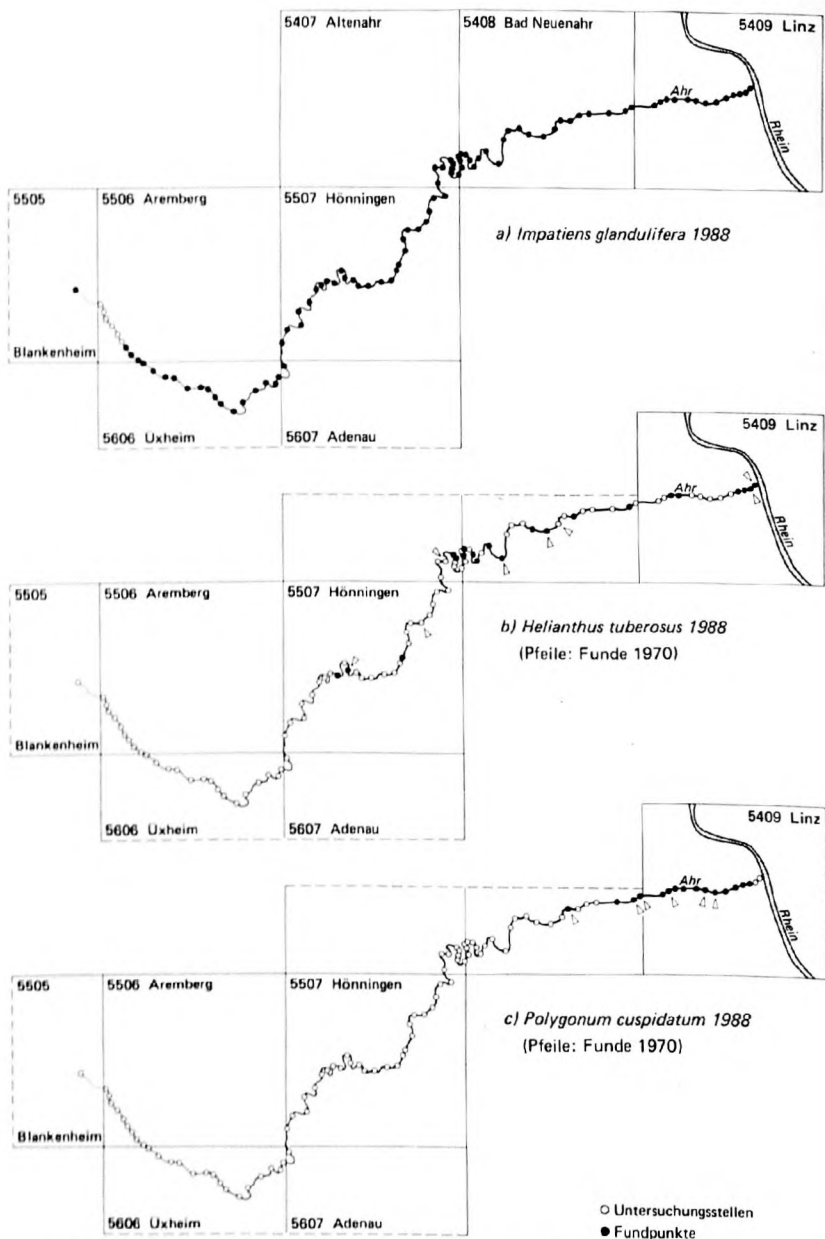 5407 Altenahr
5408 Bad Neuenahr
5409 Linz
Ahr
Rhein
5505
5506 Aremberg
5507 Hönningen
a) Impatiens glandulifera 1988
Blankenheim
5606 Üxheim
5607 Adenau
5409 Linz
Ahr
Rhein
5505
5506 Aremberg
5507 Hönningen
b) Helianthus tuberosus 1988
(Pfeile: Funde 1970)
Blankenheim
5606 Üxheim
5607 Adenau
5409 Linz
Ahr
Rhein
5505
5506 Aremberg
5507 Hönningen
c) Polygonum cuspidatum 1988
(Pfeile: Funde 1970)
Blankenheim
5606 Üxheim
5607 Adenau
○ Untersuchungsstellen
● Fundpunkte